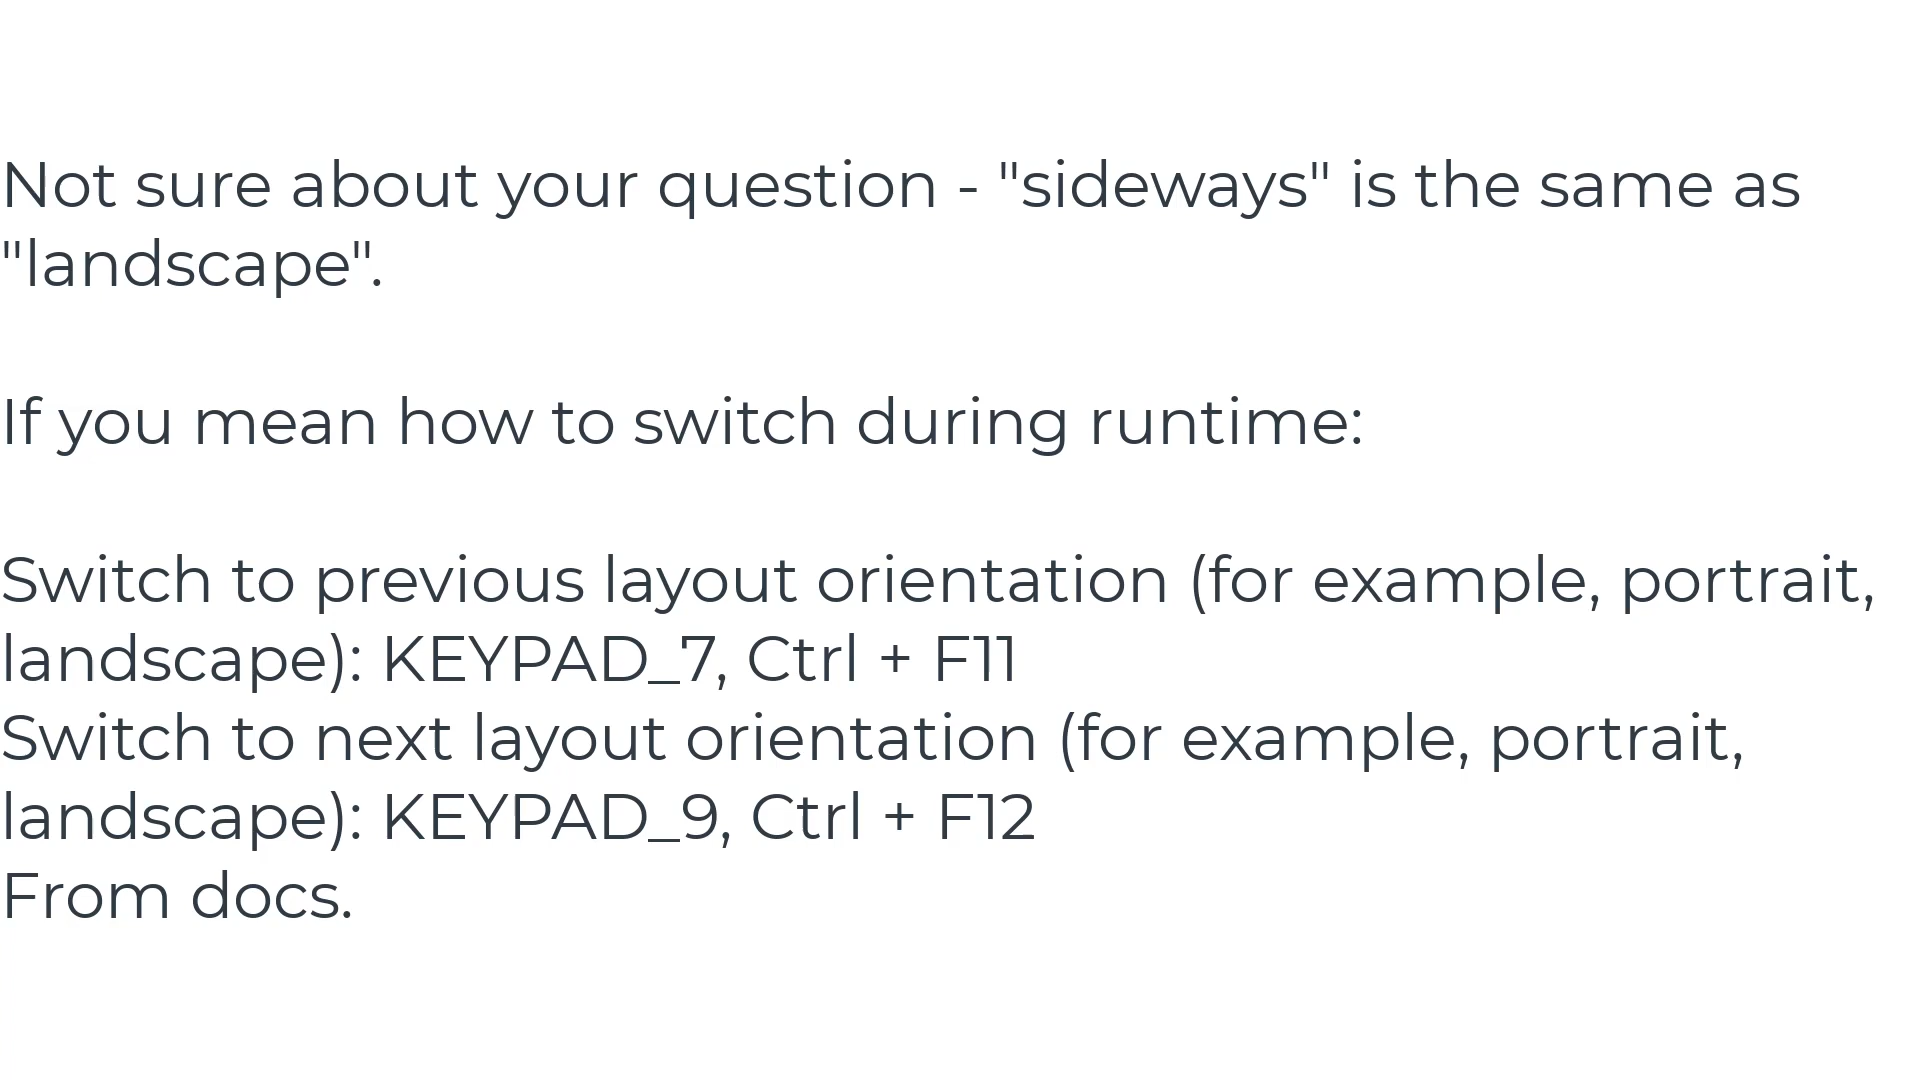 Not sure about your question - "sideways" is the same as
"landscape".
If you mean how to switch during runtime:
Switch to previous layout orientation (for example, portrait,
landscape): KEYPAD_7, Ctrl + F11
Switch to next layout orientation (for example, portrait,
landscape): KEYPAD_9, Ctrl + F12
From docs.